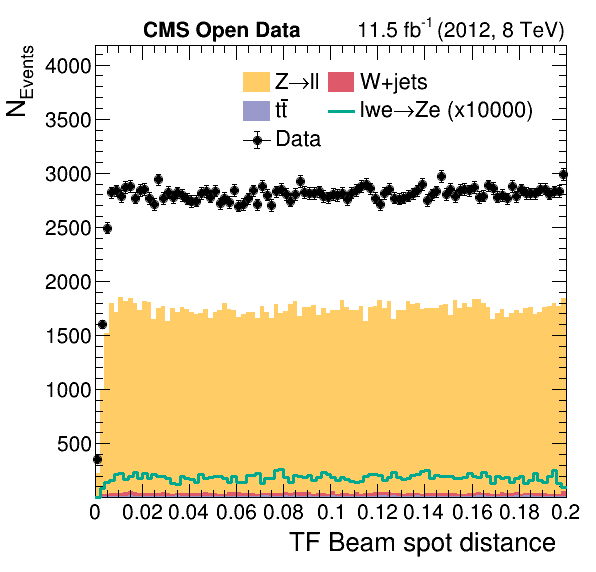 CMS Open Data 11.5 fb⁻¹ (2012, 8 TeV)
N_Events
4000
3500
3000
2500
2000
1500
1000
500
Z→ll W+jets
tt̄ lwe→Ze (x10000)
Data
0 0.02 0.04 0.06 0.08 0.1 0.12 0.14 0.16 0.18 0.2
TF Beam spot distance